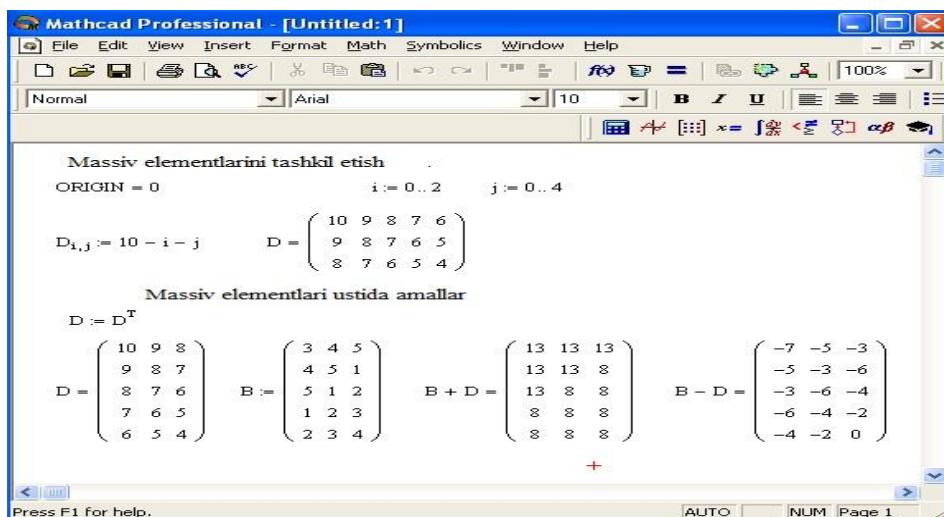 Mathcad Professional - [Untitled:1]
File Edit View Insert Format Math Symbolics Window Help
100%
Normal Arial 10 B I U
Massiv elementlarini tashkil etish .
ORIGIN = 0 i := 0.. 2 j := 0.. 4
D i,j := 10 − i − j D = ( 10 9 8 7 6
9 8 7 6 5
8 7 6 5 4 )
Massiv elementlari ustida amallar
D := D^T
D = ( 10 9 8
9 8 7
8 7 6
7 6 5
6 5 4 )
B := ( 3 4 5
4 5 1
5 1 2
1 2 3
2 3 4 )
B + D = ( 13 13 13
13 13 8
13 8 8
8 8 8
8 8 8 )
B − D = ( −7 −5 −3
−5 −3 −6
−3 −6 −4
−6 −4 −2
−4 −2 0 )
Press F1 for help. AUTO NUM Page 1